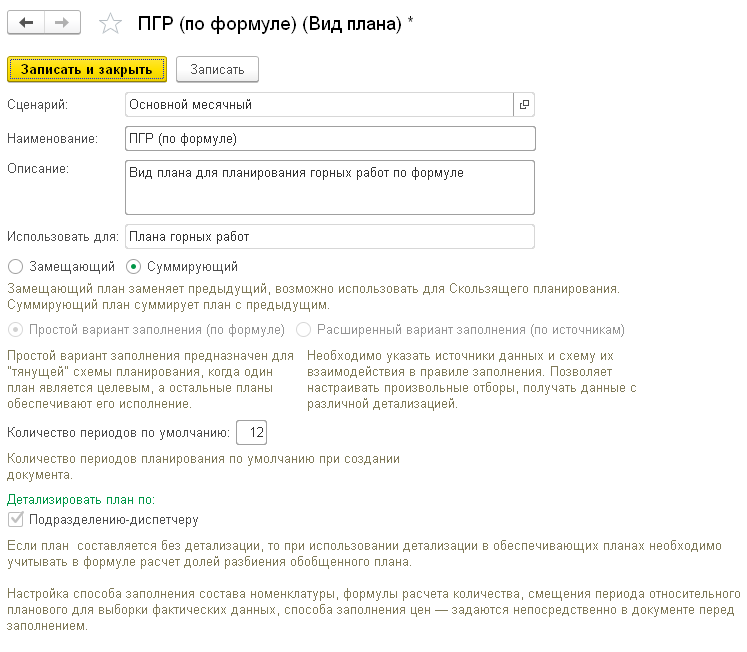 ПГР (по формуле) (Вид плана) *
Записать и закрыть Записать
Сценарий: Основной месячный
Наименование: ПГР (по формуле)
Описание: Вид плана для планирования горных работ по формуле
Использовать для: Плана горных работ
Замещающий Суммирующий
Замещающий план заменяет предыдущий, возможно использовать для Скользящего планирования.
Суммирующий план суммирует план с предыдущим.
Простой вариант заполнения (по формуле) Расширенный вариант заполнения (по источникам)
Простой вариант заполнения предназначен для
"тянущей" схемы планирования, когда один
план является целевым, а остальные планы
обеспечивают его исполнение.
Необходимо указать источники данных и схему их
взаимодействия в правиле заполнения. Позволяет
настраивать произвольные отборы, получать данные с
различной детализацией.
Количество периодов по умолчанию: 12
Количество периодов планирования по умолчанию при создании
документа.
Детализировать план по:
Подразделению-диспетчеру
Если план составляется без детализации, то при использовании детализации в обеспечивающих планах необходимо
учитывать в формуле расчет долей разбиения обобщенного плана.
Настройка способа заполнения состава номенклатуры, формулы расчета количества, смещения периода относительного
планового для выборки фактических данных, способа заполнения цен — задаются непосредственно в документе перед
заполнением.